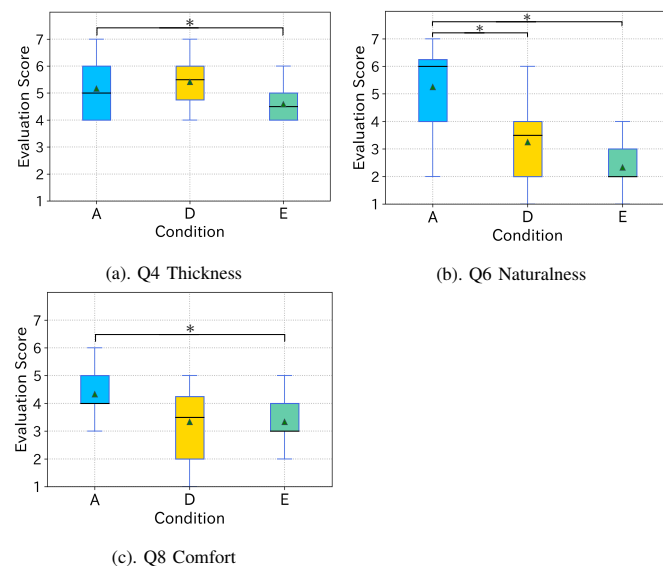 *
7
6
5
4
3
2
1
Evaluation Score
A D E
Condition
(a). Q4 Thickness
*
*
7
6
5
4
3
2
1
Evaluation Score
A D E
Condition
(b). Q6 Naturalness
*
7
6
5
4
3
2
1
Evaluation Score
A D E
Condition
(c). Q8 Comfort